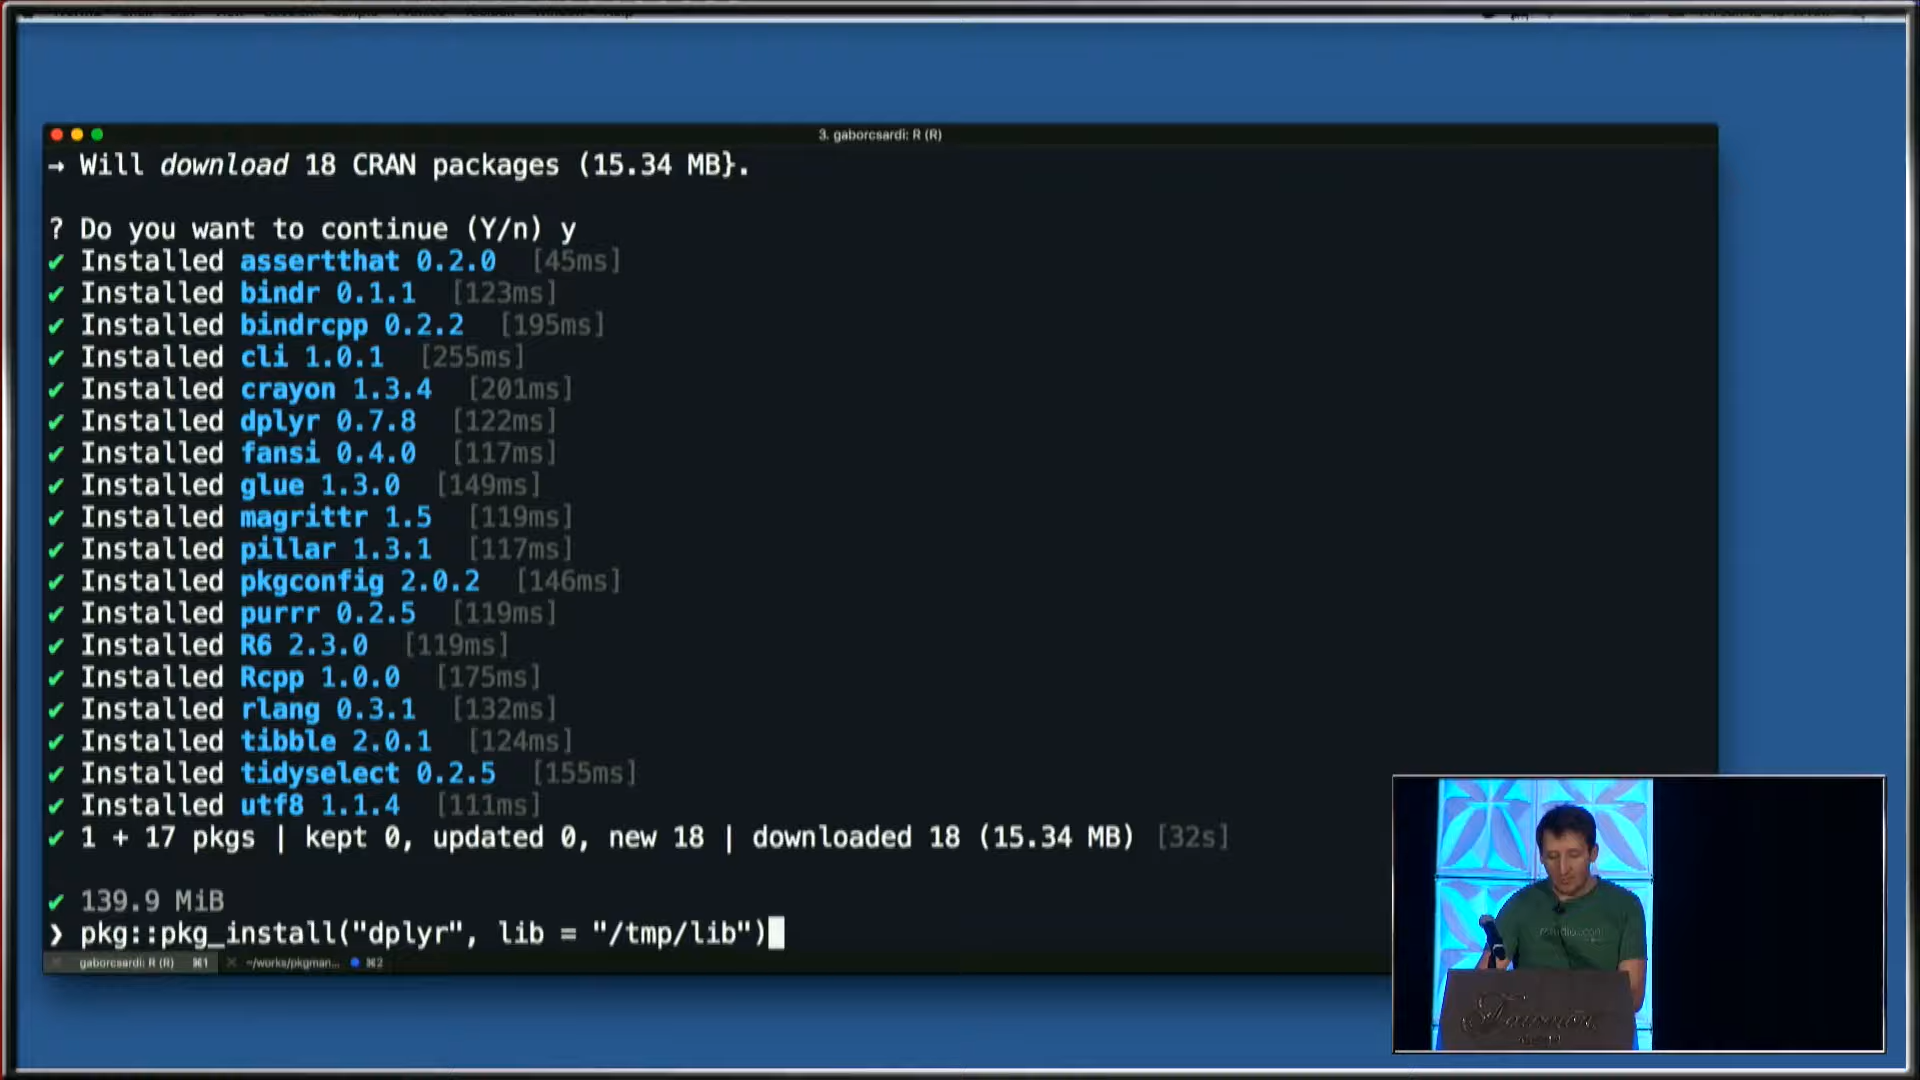 3. gaborcsardi: R (R)
→ Will download 18 CRAN packages (15.34 MB}.
? Do you want to continue (Y/n) y
✔ Installed assertthat 0.2.0 [45ms]
✔ Installed bindr 0.1.1 [123ms]
✔ Installed bindrcpp 0.2.2 [195ms]
✔ Installed cli 1.0.1 [255ms]
✔ Installed crayon 1.3.4 [201ms]
✔ Installed dplyr 0.7.8 [122ms]
✔ Installed fansi 0.4.0 [117ms]
✔ Installed glue 1.3.0 [149ms]
✔ Installed magrittr 1.5 [119ms]
✔ Installed pillar 1.3.1 [117ms]
✔ Installed pkgconfig 2.0.2 [146ms]
✔ Installed purrr 0.2.5 [119ms]
✔ Installed R6 2.3.0 [119ms]
✔ Installed Rcpp 1.0.0 [175ms]
✔ Installed rlang 0.3.1 [132ms]
✔ Installed tibble 2.0.1 [124ms]
✔ Installed tidyselect 0.2.5 [155ms]
✔ Installed utf8 1.1.4 [111ms]
✔ 1 + 17 pkgs | kept 0, updated 0, new 18 | downloaded 18 (15.34 MB) [32s]
✔ 139.9 MiB
❯ pkg::pkg_install("dplyr", lib = "/tmp/lib")
gaborcsardi: R (R) ⌘1 ~/works/pkgman... ⌘2